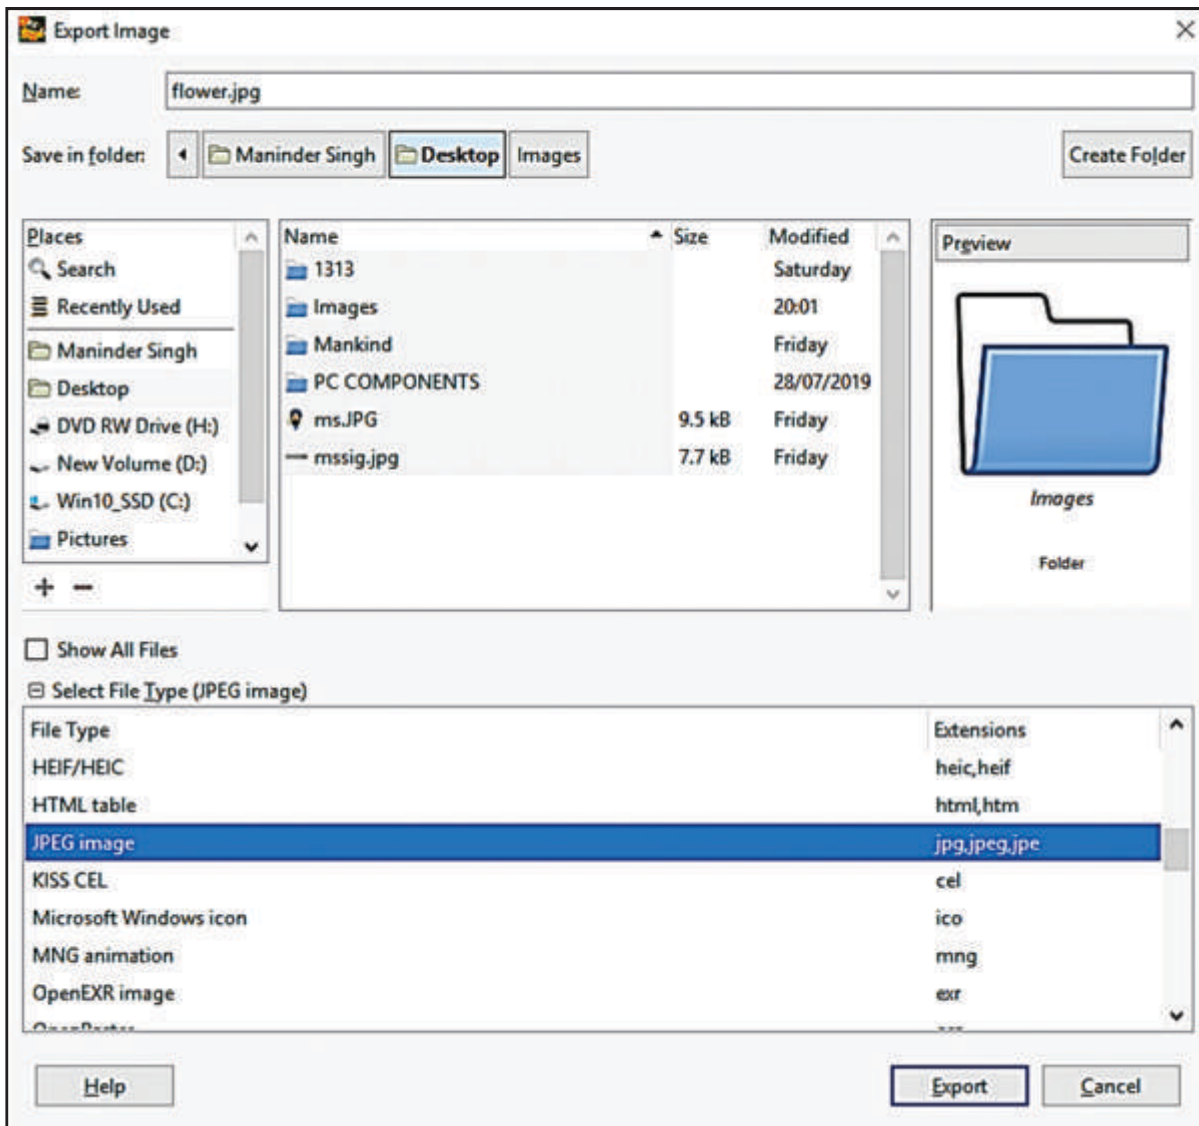 Export Image
Name:
flower.jpg
Save in folder:
Maninder Singh
Desktop
Images
Create Folder
Places
Search
Recently Used
Maninder Singh
Desktop
DVD RW Drive (H:)
New Volume (D:)
Win10_SSD (C:)
Pictures
Name Size Modified
1313 Saturday
Images 20:01
Mankind Friday
PC COMPONENTS 28/07/2019
ms.JPG 9.5 kB Friday
mssig.jpg 7.7 kB Friday
Preview
Images
Folder
Show All Files
Select File Type (JPEG image)
File Type Extensions
HEIF/HEIC heic,heif
HTML table html,htm
JPEG image jpg,jpeg,jpe
KISS CEL cel
Microsoft Windows icon ico
MNG animation mng
OpenEXR image exr
Help
Export
Cancel